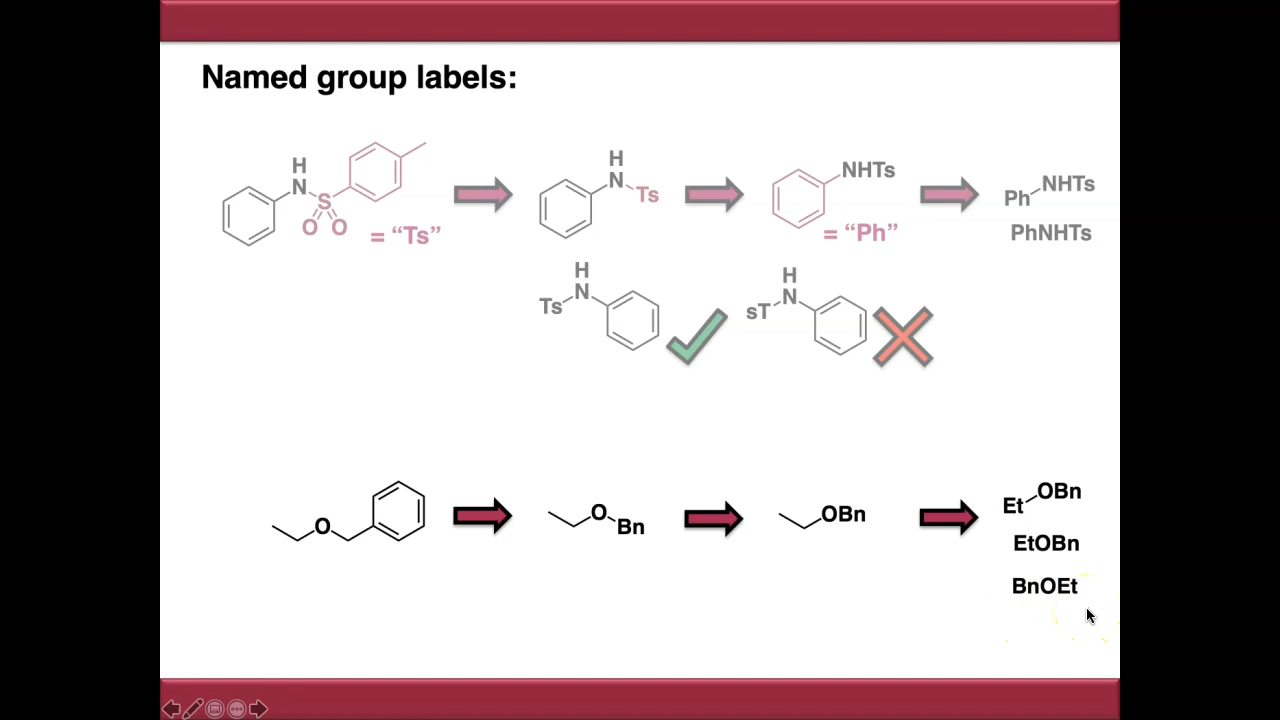 Named group labels:
H
N
S
O O
= “Ts”
H
N
Ts
NHTs
= “Ph”
Ph NHTs
PhNHTs
H
N
Ts
H
N
sT
O
O
Bn
OBn
Et OBn
EtOBn
BnOEt